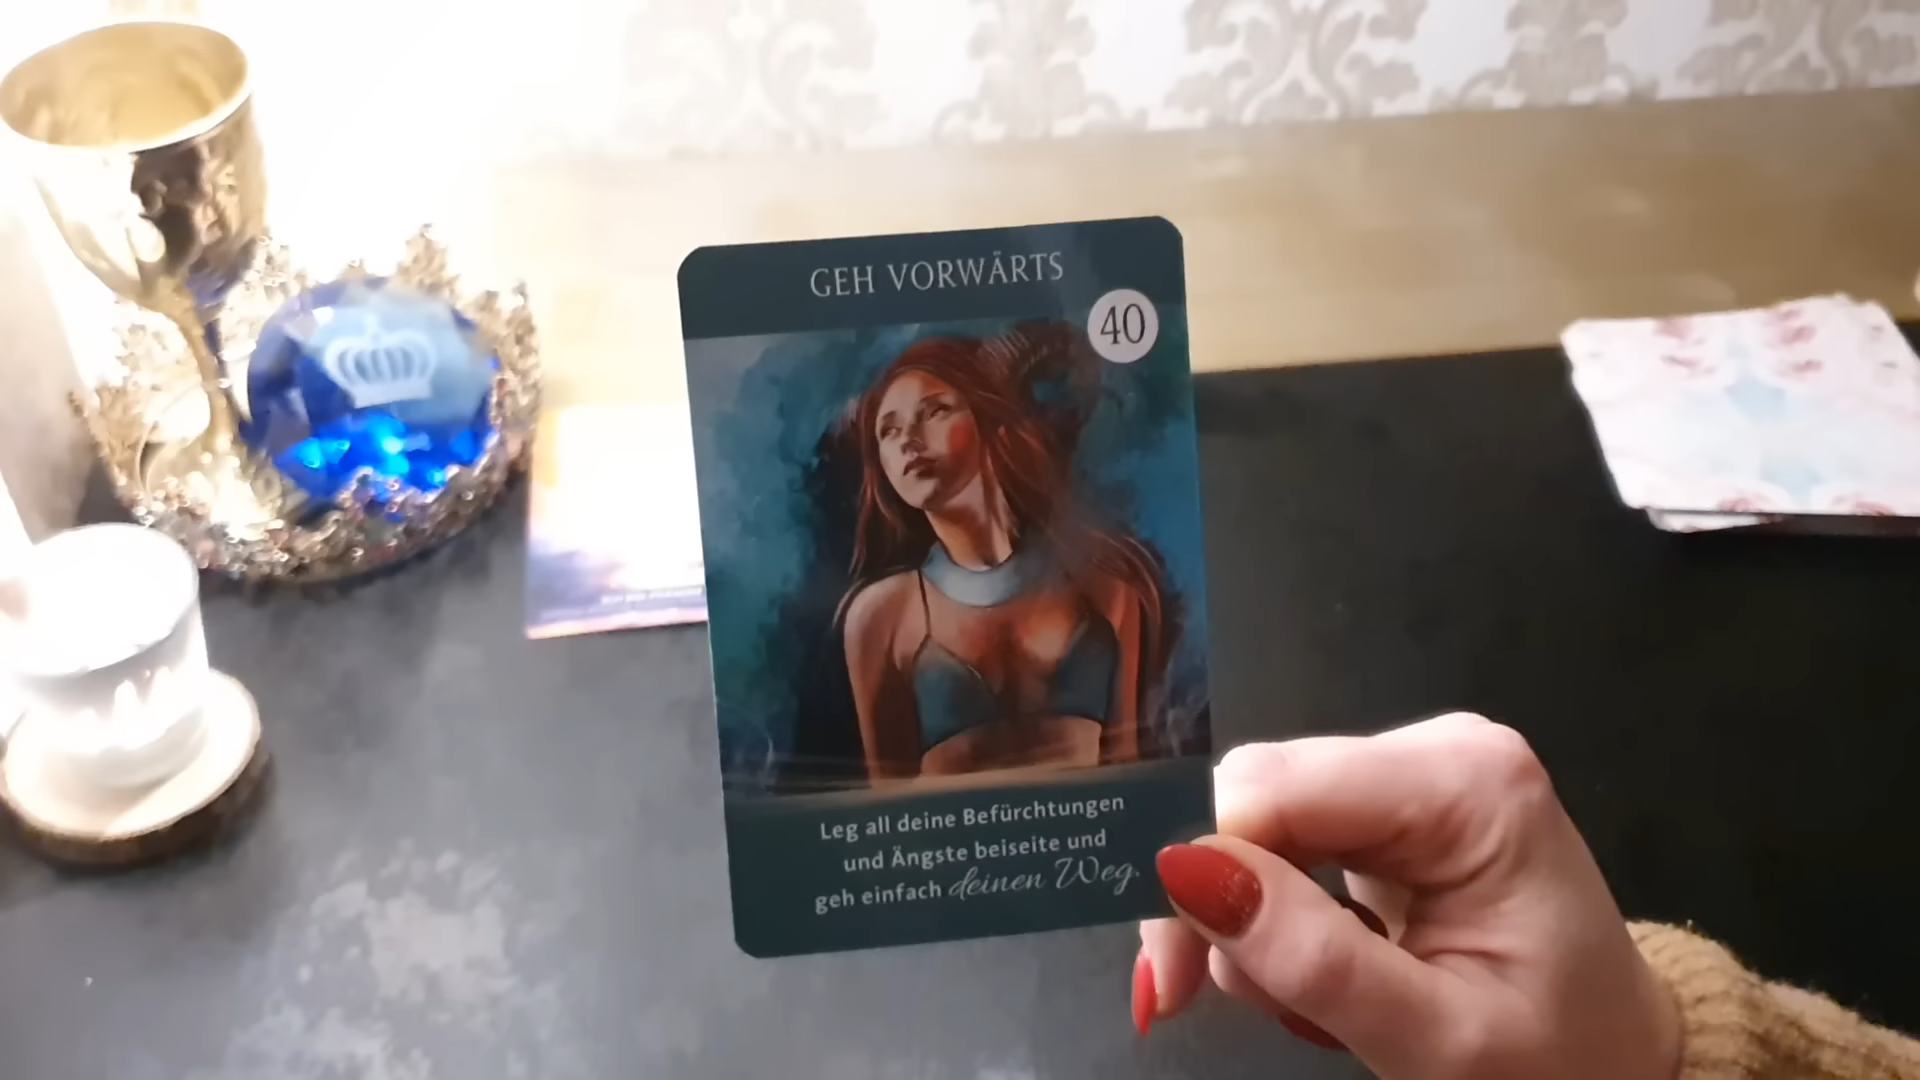 GEH VORWÄRTS
40
Leg all deine Befürchtungen
und Ängste beiseite und
geh einfach deinen Weg.